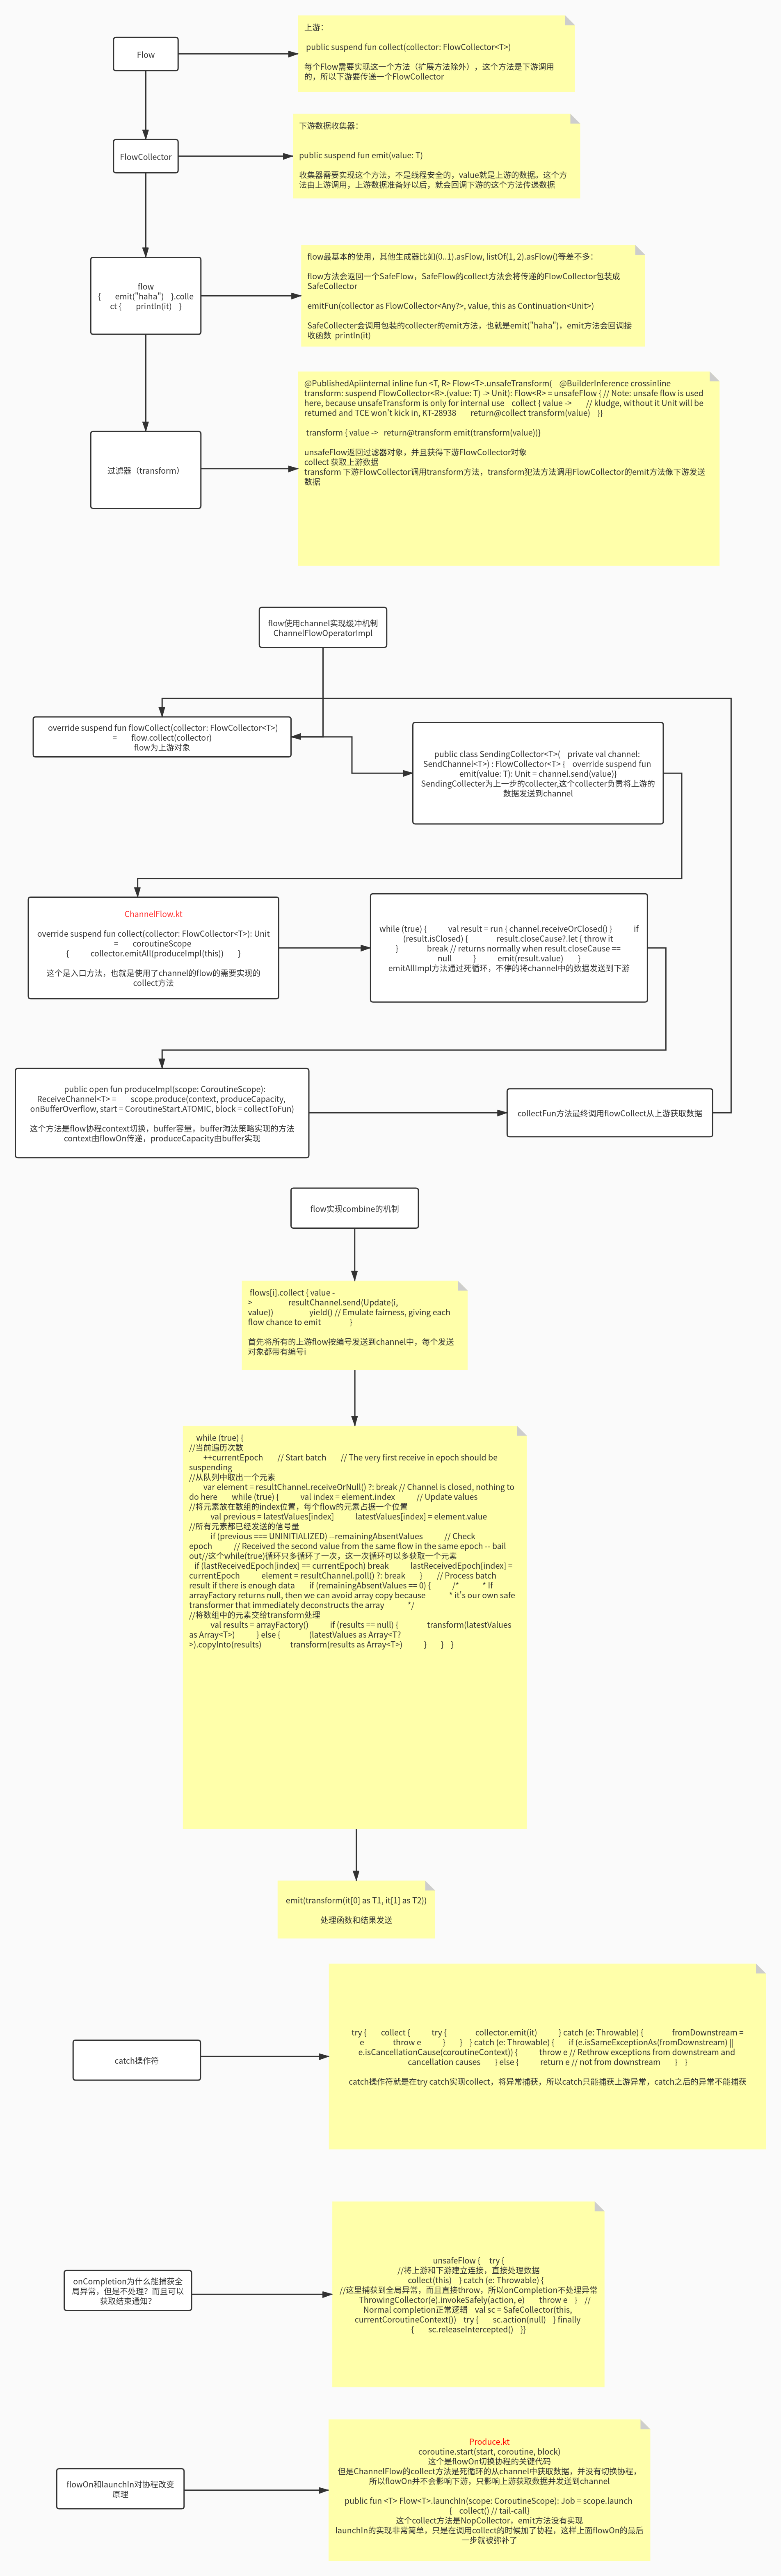 Flow
上游：
public suspend fun collect(collector: FlowCollector<T>)
每个Flow需要实现这一个方法（扩展方法除外），这个方法是下游调用
的，所以下游要传递一个FlowCollector
FlowCollector
下游数据收集器：
public suspend fun emit(value: T)
收集器需要实现这个方法，不是线程安全的，value就是上游的数据。这个方
法由上游调用，上游数据准备好以后，就会回调下游的这个方法传递数据
flow
{ emit("haha") }.colle
ct { println(it) }
flow最基本的使用，其他生成器比如(0..1).asFlow, listOf(1, 2).asFlow()等差不多：
flow方法会返回一个SafeFlow，SafeFlow的collect方法会将传递的FlowCollector包装成
SafeCollector
emitFun(collector as FlowCollector<Any?>, value, this as Continuation<Unit>)
SafeCollecter会调用包装的collecter的emit方法，也就是emit("haha")，emit方法会回调接
收函数 println(it)
过滤器（transform）
@PublishedApiinternal inline fun <T, R> Flow<T>.unsafeTransform( @BuilderInference crossinline
transform: suspend FlowCollector<R>.(value: T) -> Unit): Flow<R> = unsafeFlow { // Note: unsafe flow is used
here, because unsafeTransform is only for internal use collect { value -> // kludge, without it Unit will be
returned and TCE won't kick in, KT-28938 return@collect transform(value) }}
transform { value -> return@transform emit(transform(value))}
unsafeFlow返回过滤器对象，并且获得下游FlowCollector对象
collect 获取上游数据
transform 下游FlowCollector调用transform方法，transform犯法方法调用FlowCollector的emit方法像下游发送
数据
flow使用channel实现缓冲机制
ChannelFlowOperatorImpl
override suspend fun flowCollect(collector: FlowCollector<T>)
= flow.collect(collector)
flow为上游对象
public class SendingCollector<T>( private val channel:
SendChannel<T>) : FlowCollector<T> { override suspend fun
emit(value: T): Unit = channel.send(value)}
SendingCollecter为上一步的collecter,这个collecter负责将上游的
数据发送到channel
ChannelFlow.kt
override suspend fun collect(collector: FlowCollector<T>): Unit
= coroutineScope
{ collector.emitAll(produceImpl(this)) }
这个是入口方法，也就是使用了channel的flow的需要实现的
collect方法
while (true) { val result = run { channel.receiveOrClosed() } if
(result.isClosed) { result.closeCause?.let { throw it
} break // returns normally when result.closeCause ==
null } emit(result.value) }
emitAllImpl方法通过死循环，不停的将channel中的数据发送到下游
public open fun produceImpl(scope: CoroutineScope):
ReceiveChannel<T> = scope.produce(context, produceCapacity,
onBufferOverflow, start = CoroutineStart.ATOMIC, block = collectToFun)
这个方法是flow协程context切换，buffer容量，buffer淘汰策略实现的方法
context由flowOn传递，produceCapacity由buffer实现
collectFun方法最终调用flowCollect从上游获取数据
flow实现combine的机制
flows[i].collect { value -
> resultChannel.send(Update(i,
value)) yield() // Emulate fairness, giving each
flow chance to emit }
首先将所有的上游flow按编号发送到channel中，每个发送
对象都带有编号i
while (true) {
//当前遍历次数
++currentEpoch // Start batch // The very first receive in epoch should be
suspending
//从队列中取出一个元素
var element = resultChannel.receiveOrNull() ?: break // Channel is closed, nothing to
do here while (true) { val index = element.index // Update values
//将元素放在数组的index位置，每个flow的元素占据一个位置
val previous = latestValues[index] latestValues[index] = element.value
//所有元素都已经发送的信号量
if (previous === UNINITIALIZED) --remainingAbsentValues // Check
epoch // Received the second value from the same flow in the same epoch -- bail
out//这个while(true)循环只多循环了一次，这一次循环可以多获取一个元素
if (lastReceivedEpoch[index] == currentEpoch) break lastReceivedEpoch[index] =
currentEpoch element = resultChannel.poll() ?: break } // Process batch
result if there is enough data if (remainingAbsentValues == 0) { /* * If
arrayFactory returns null, then we can avoid array copy because * it's our own safe
transformer that immediately deconstructs the array */
//将数组中的元素交给transform处理
val results = arrayFactory() if (results == null) { transform(latestValues
as Array<T>) } else { (latestValues as Array<T?
>).copyInto(results) transform(results as Array<T>) } } }
emit(transform(it[0] as T1, it[1] as T2))
处理函数和结果发送
catch操作符
try { collect { try { collector.emit(it) } catch (e: Throwable) { fromDownstream =
e throw e } } } catch (e: Throwable) { if (e.isSameExceptionAs(fromDownstream) ||
e.isCancellationCause(coroutineContext)) { throw e // Rethrow exceptions from downstream and
cancellation causes } else { return e // not from downstream } }
catch操作符就是在try catch实现collect，将异常捕获，所以catch只能捕获上游异常，catch之后的异常不能捕获
onCompletion为什么能捕获全
局异常，但是不处理？而且可以
获取结束通知？
unsafeFlow { try {
//将上游和下游建立连接，直接处理数据
collect(this) } catch (e: Throwable) {
//这里捕获到全局异常，而且直接throw，所以onCompletion不处理异常
ThrowingCollector(e).invokeSafely(action, e) throw e } //
Normal completion正常逻辑 val sc = SafeCollector(this,
currentCoroutineContext()) try { sc.action(null) } finally
{ sc.releaseIntercepted() }}
flowOn和launchIn对协程改变
原理
Produce.kt
coroutine.start(start, coroutine, block)
这个是flowOn切换协程的关键代码
但是ChannelFlow的collect方法是死循环的从channel中获取数据，并没有切换协程，
所以flowOn并不会影响下游，只影响上游获取数据并发送到channel
public fun <T> Flow<T>.launchIn(scope: CoroutineScope): Job = scope.launch
{ collect() // tail-call}
这个collect方法是NopCollector，emit方法没有实现
launchIn的实现非常简单，只是在调用collect的时候加了协程，这样上面flowOn的最后
一步就被弥补了